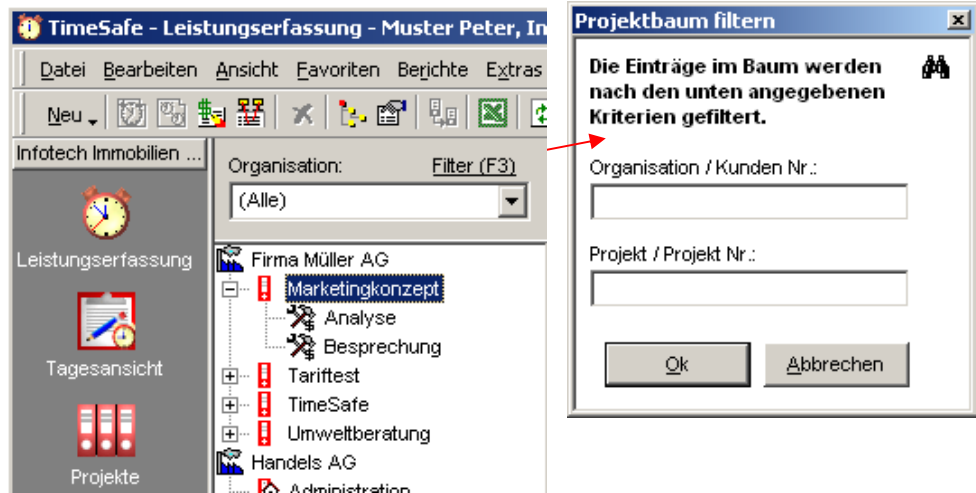 TimeSafe - Leistungserfassung - Muster Peter, In
Datei Bearbeiten Ansicht Favoriten Berichte Extras
Neu
Infotech Immobilien ...
Leistungserfassung
Tagesansicht
Projekte
Organisation: Filter (F3)
(Alle)
Firma Müller AG
Marketingkonzept
Analyse
Besprechung
Tariftest
TimeSafe
Umweltberatung
Handels AG
Administration
Projektbaum filtern
Die Einträge im Baum werden
nach den unten angegebenen
Kriterien gefiltert.
Organisation / Kunden Nr.:
Projekt / Projekt Nr.:
Ok Abbrechen